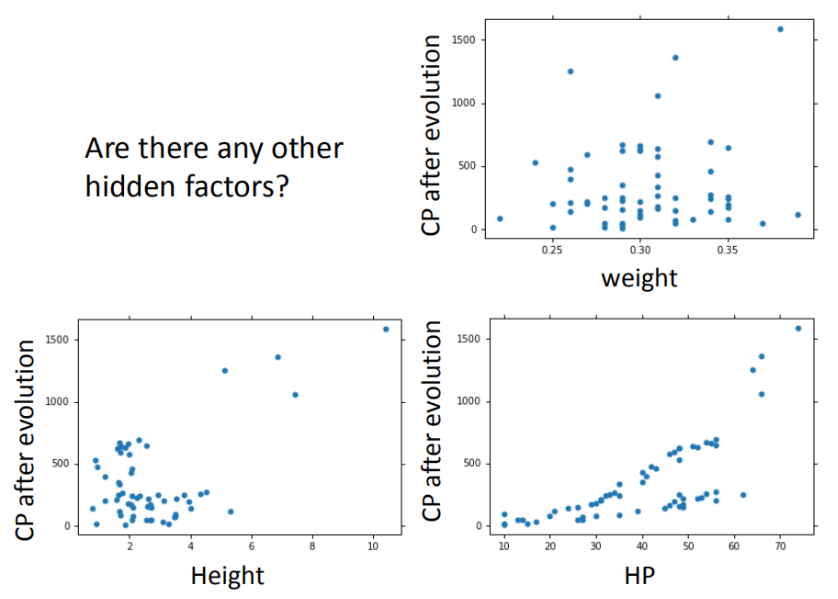 Are there any other
hidden factors?
CP after evolution
1500
1000
500
0
0.25 0.30 0.35
weight
CP after evolution
1500
1000
500
0
2 4 6 8 10
Height
CP after evolution
1500
1000
500
0
10 20 30 40 50 60 70
HP